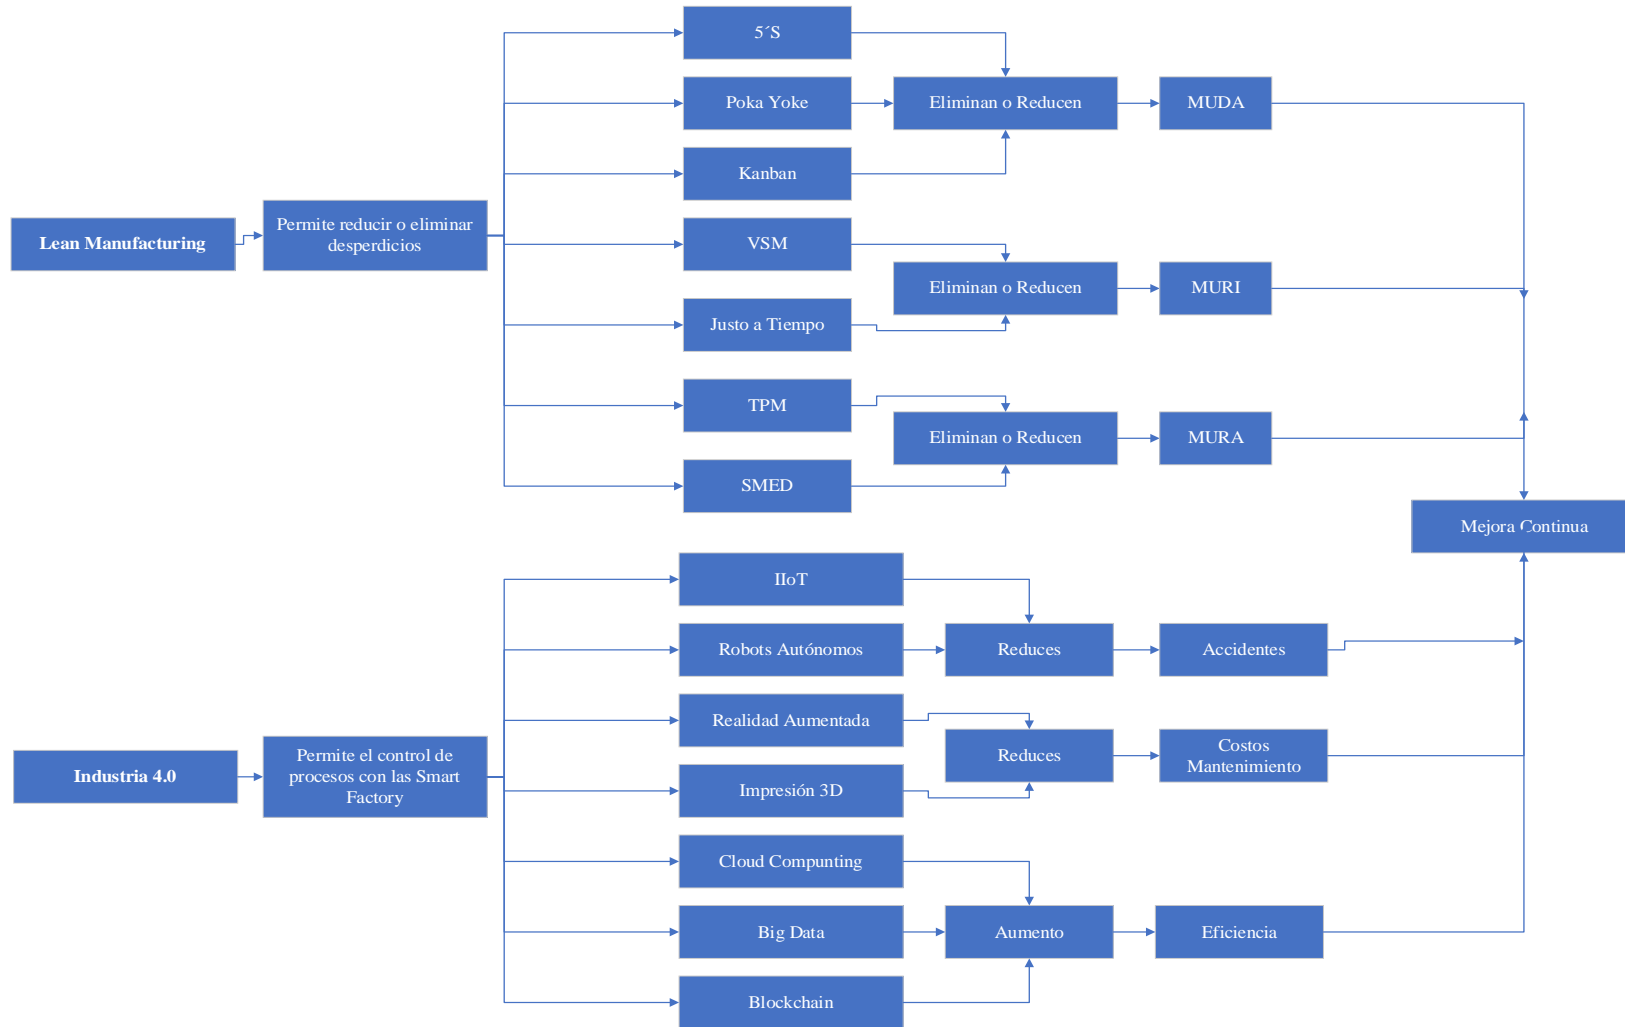 5´S
Poka Yoke
Eliminan o Reducen
MUDA
Kanban
Lean Manufacturing
Permite reducir o eliminar
desperdicios
VSM
Eliminan o Reducen
MURI
Justo a Tiempo
TPM
Eliminan o Reducen
MURA
SMED
Mejora Continua
IIoT
Robots Autónomos
Reduces
Accidentes
Realidad Aumentada
Industria 4.0
Permite el control de
procesos con las Smart
Factory
Reduces
Costos
Mantenimiento
Impresión 3D
Cloud Compunting
Big Data
Aumento
Eficiencia
Blockchain